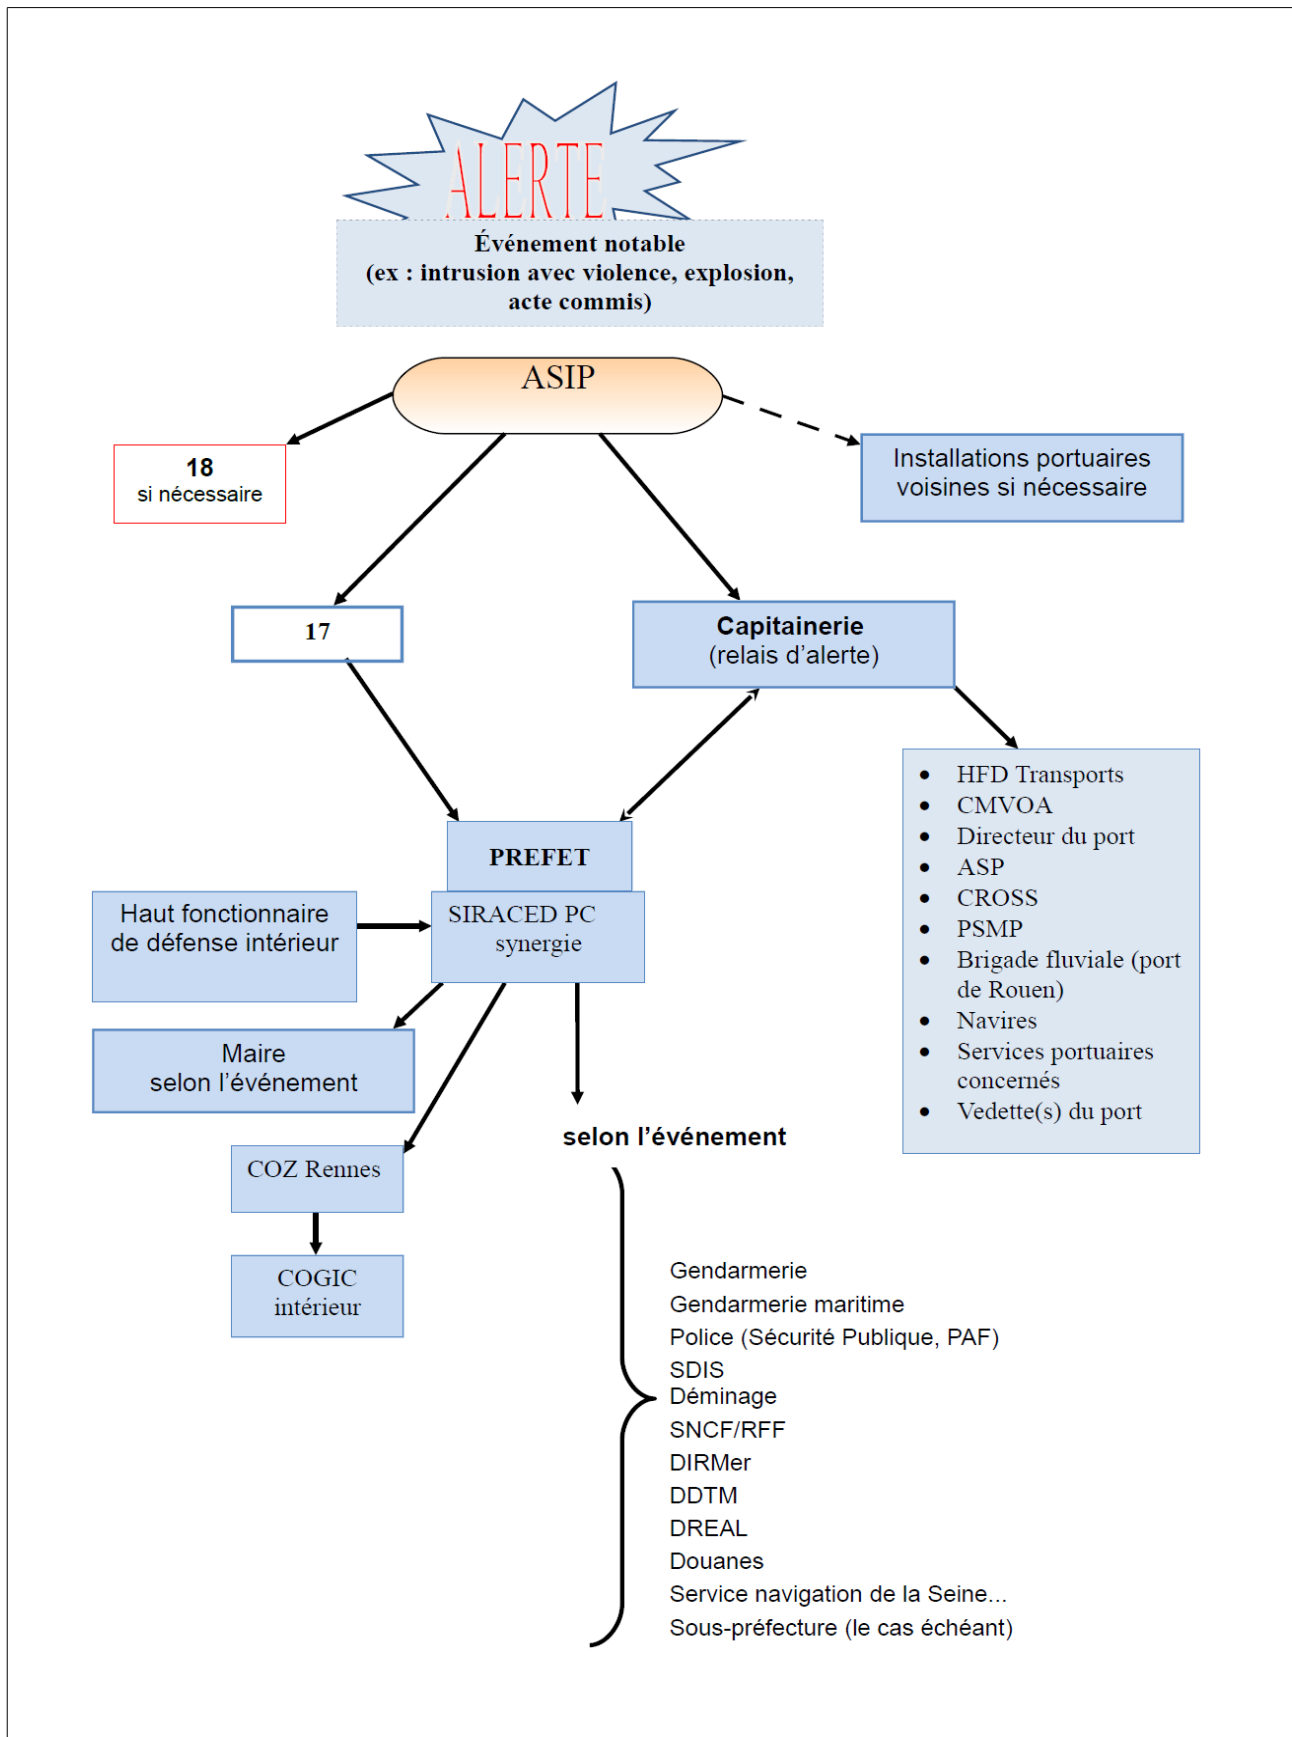 ALERTE
Événement notable
(ex : intrusion avec violence, explosion,
acte commis)
ASIP
18
si nécessaire
Installations portuaires
voisines si nécessaire
17
Capitainerie
(relais d’alerte)
• HFD Transports
• CMVOA
• Directeur du port
• ASP
• CROSS
• PSMP
• Brigade fluviale (port
de Rouen)
• Navires
• Services portuaires
concernés
• Vedette(s) du port
PREFET
SIRACED PC
synergie
Haut fonctionnaire
de défense intérieur
Maire
selon l’événement
COZ Rennes
COGIC
intérieur
selon l’événement
Gendarmerie
Gendarmerie maritime
Police (Sécurité Publique, PAF)
SDIS
Déminage
SNCF/RFF
DIRMer
DDTM
DREAL
Douanes
Service navigation de la Seine...
Sous-préfecture (le cas échéant)